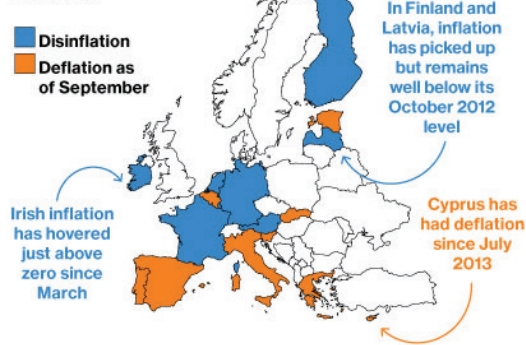 Disinflation
Deflation as
of September
In Finland and
Latvia, inflation
has picked up
but remains
well below its
October 2012
level
Irish inflation
has hovered
just above
zero since
March
Cyprus has
had deflation
since July
2013